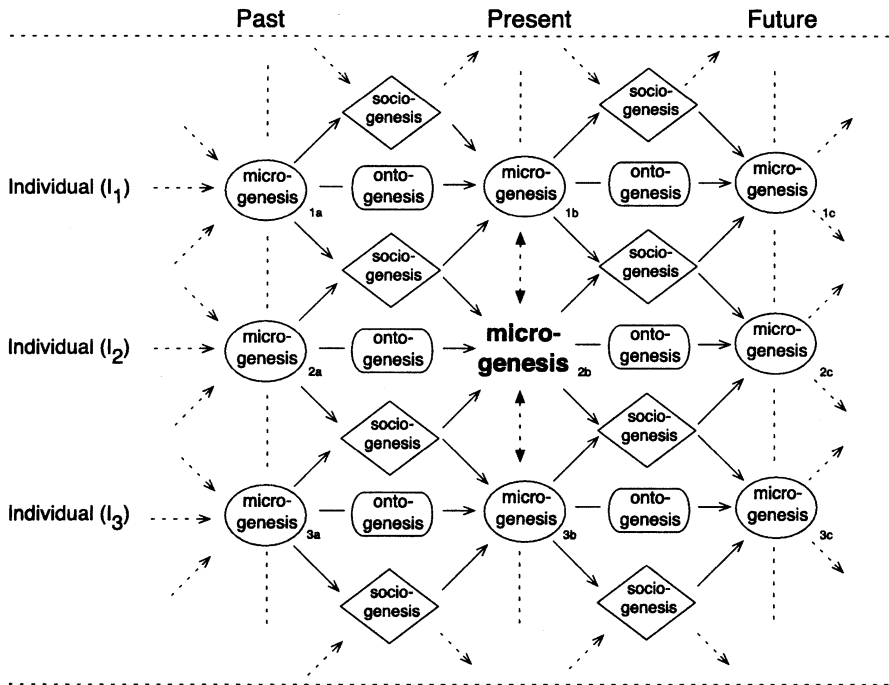 Past Present Future
socio-
genesis
socio-
genesis
Individual (I1)
micro-
genesis
1a
onto-
genesis
micro-
genesis
1b
onto-
genesis
micro-
genesis
1c
socio-
genesis
socio-
genesis
Individual (I2)
micro-
genesis
2a
onto-
genesis
micro-
genesis
2b
onto-
genesis
micro-
genesis
2c
socio-
genesis
socio-
genesis
Individual (I3)
micro-
genesis
3a
onto-
genesis
micro-
genesis
3b
onto-
genesis
micro-
genesis
3c
socio-
genesis
socio-
genesis